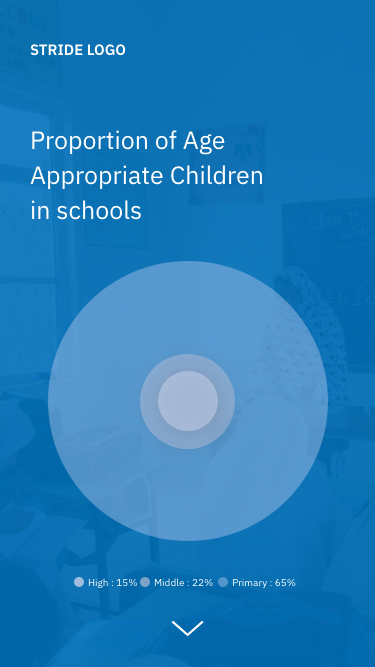 STRIDE LOGO
Proportion of Age
Appropriate Children
in schools
High : 15% Middle : 22% Primary : 65%